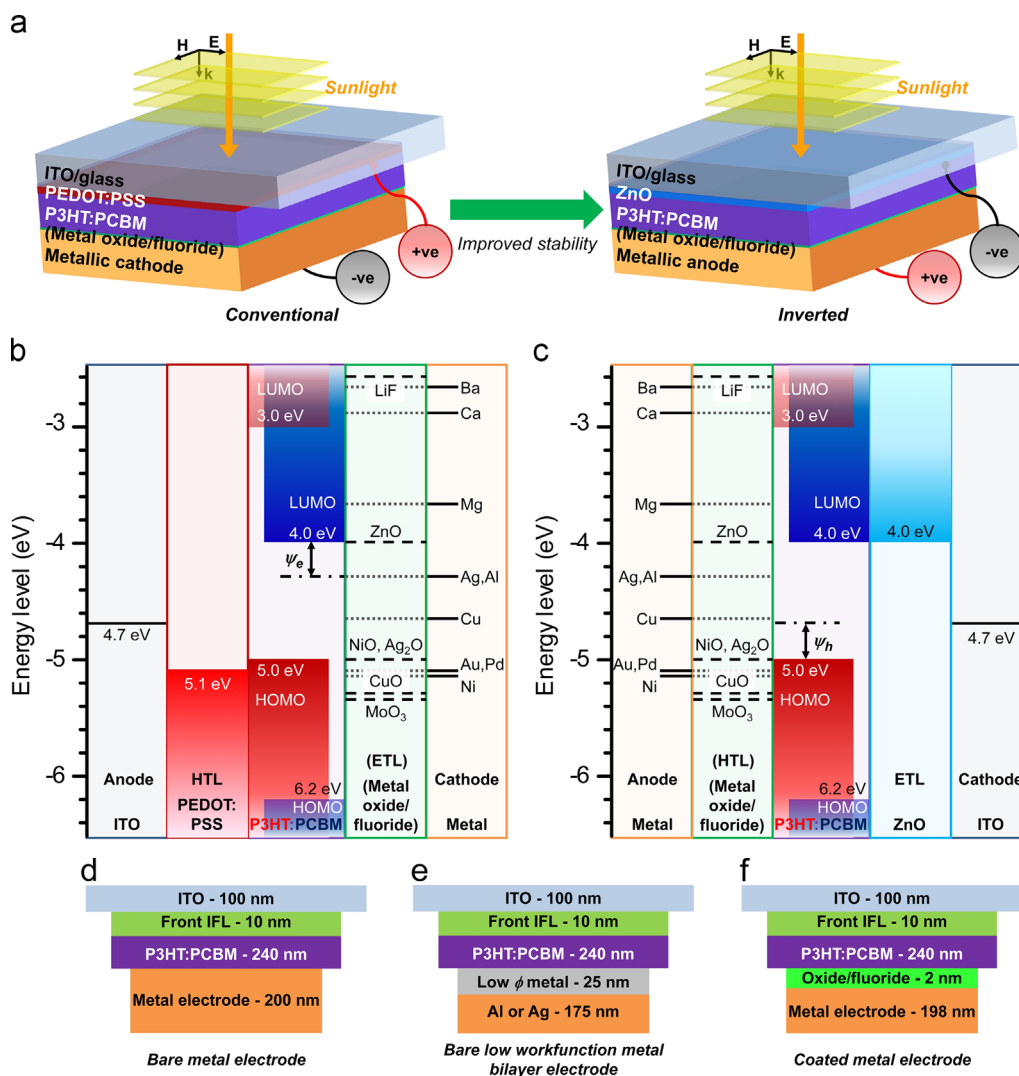 a
H E
k
Sunlight
ITO/glass
PEDOT:PSS
P3HT:PCBM
(Metal oxide/fluoride)
Metallic cathode
+ve
-ve
Conventional
Improved stability
H E
k
Sunlight
ITO/glass
ZnO
P3HT:PCBM
(Metal oxide/fluoride)
Metallic anode
-ve
+ve
Inverted
b
Energy level (eV)
-3
-4
-5
-6
4.7 eV
Anode
ITO
5.1 eV
HTL
PEDOT:
PSS
LUMO
3.0 eV
LUMO
4.0 eV
ψe
5.0 eV
HOMO
6.2 eV
HOMO
P3HT:PCBM
LiF
ZnO
NiO, Ag2O
CuO
MoO3
(ETL)
(Metal
oxide/
fluoride)
Ba
Ca
Mg
Ag,Al
Cu
Au,Pd
Ni
Cathode
Metal
c
Energy level (eV)
-3
-4
-5
-6
Ba
Ca
Mg
Ag,Al
Cu
Au,Pd
Ni
Anode
Metal
LiF
ZnO
NiO, Ag2O
CuO
MoO3
(HTL)
(Metal
oxide/
fluoride)
LUMO
3.0 eV
LUMO
4.0 eV
ψh
5.0 eV
HOMO
6.2 eV
HOMO
P3HT:PCBM
4.0 eV
ETL
ZnO
4.7 eV
Cathode
ITO
d
ITO - 100 nm
Front IFL - 10 nm
P3HT:PCBM - 240 nm
Metal electrode - 200 nm
Bare metal electrode
e
ITO - 100 nm
Front IFL - 10 nm
P3HT:PCBM - 240 nm
Low ϕ metal - 25 nm
Al or Ag - 175 nm
Bare low workfunction metal
bilayer electrode
f
ITO - 100 nm
Front IFL - 10 nm
P3HT:PCBM - 240 nm
Oxide/fluoride - 2 nm
Metal electrode - 198 nm
Coated metal electrode